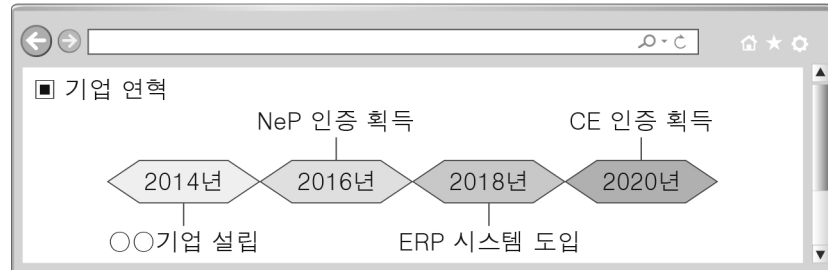 ▣ 기업 연혁
NeP 인증 획득
CE 인증 획득
2014년
2016년
2018년
2020년
○○기업 설립
ERP 시스템 도입